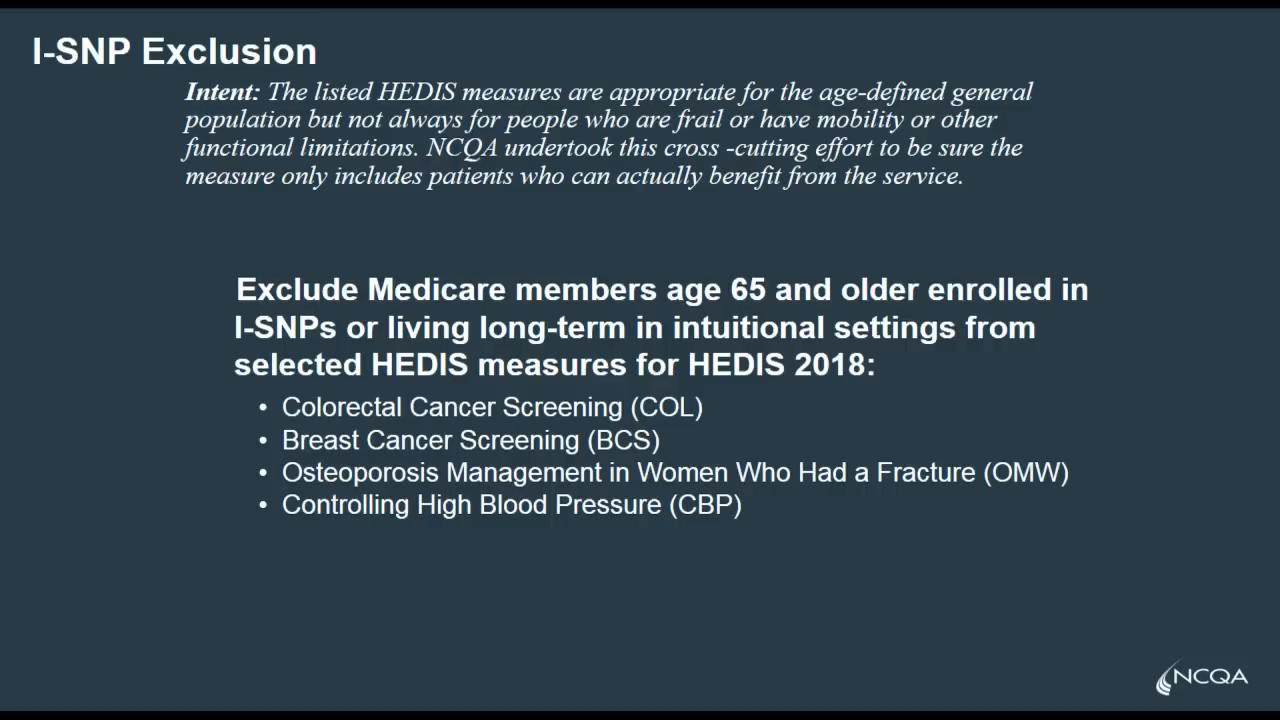 I-SNP Exclusion
Intent: The listed HEDIS measures are appropriate for the age-defined general
population but not always for people who are frail or have mobility or other
functional limitations. NCQA undertook this cross -cutting effort to be sure the
measure only includes patients who can actually benefit from the service.
Exclude Medicare members age 65 and older enrolled in
I-SNPs or living long-term in intuitional settings from
selected HEDIS measures for HEDIS 2018:
• Colorectal Cancer Screening (COL)
• Breast Cancer Screening (BCS)
• Osteoporosis Management in Women Who Had a Fracture (OMW)
• Controlling High Blood Pressure (CBP)
NCQA